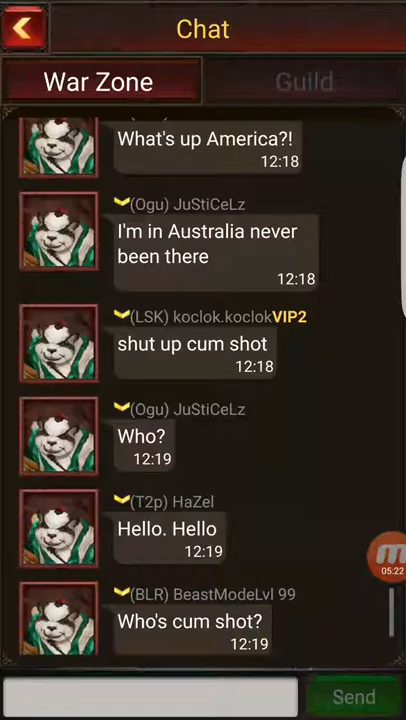 Chat
War Zone
Guild
What's up America?!
12:18
(Ogu) JuStiCeLz
I'm in Australia never
been there
12:18
(LSK) koclok.koclokVIP2
shut up cum shot
12:18
(Ogu) JuStiCeLz
Who?
12:19
(T2p) HaZel
Hello. Hello
12:19
05:22
(BLR) BeastModeLvl 99
Who's cum shot?
12:19
Send